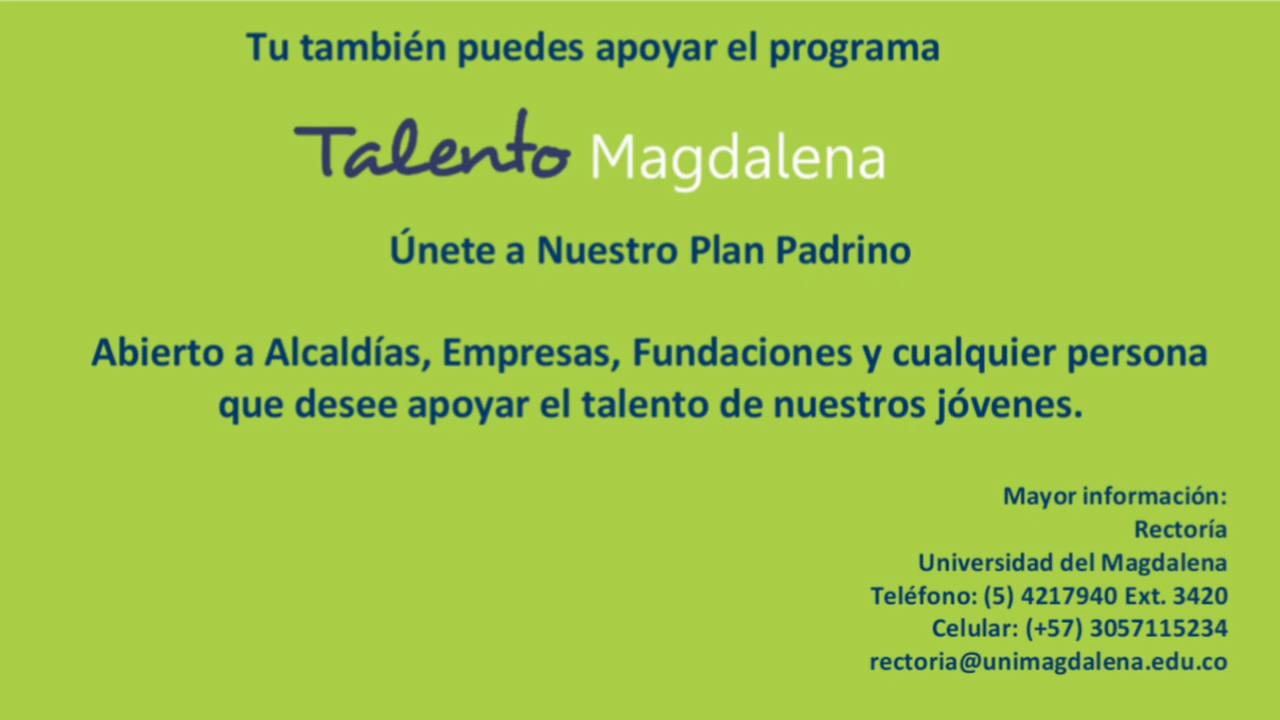 Tu también puedes apoyar el programa
Talento Magdalena
Únete a Nuestro Plan Padrino
Abierto a Alcaldías, Empresas, Fundaciones y cualquier persona
que desee apoyar el talento de nuestros jóvenes.
Mayor información:
Rectoría
Universidad del Magdalena
Teléfono: (5) 4217940 Ext. 3420
Celular: (+57) 3057115234
rectoria@unimagdalena.edu.co